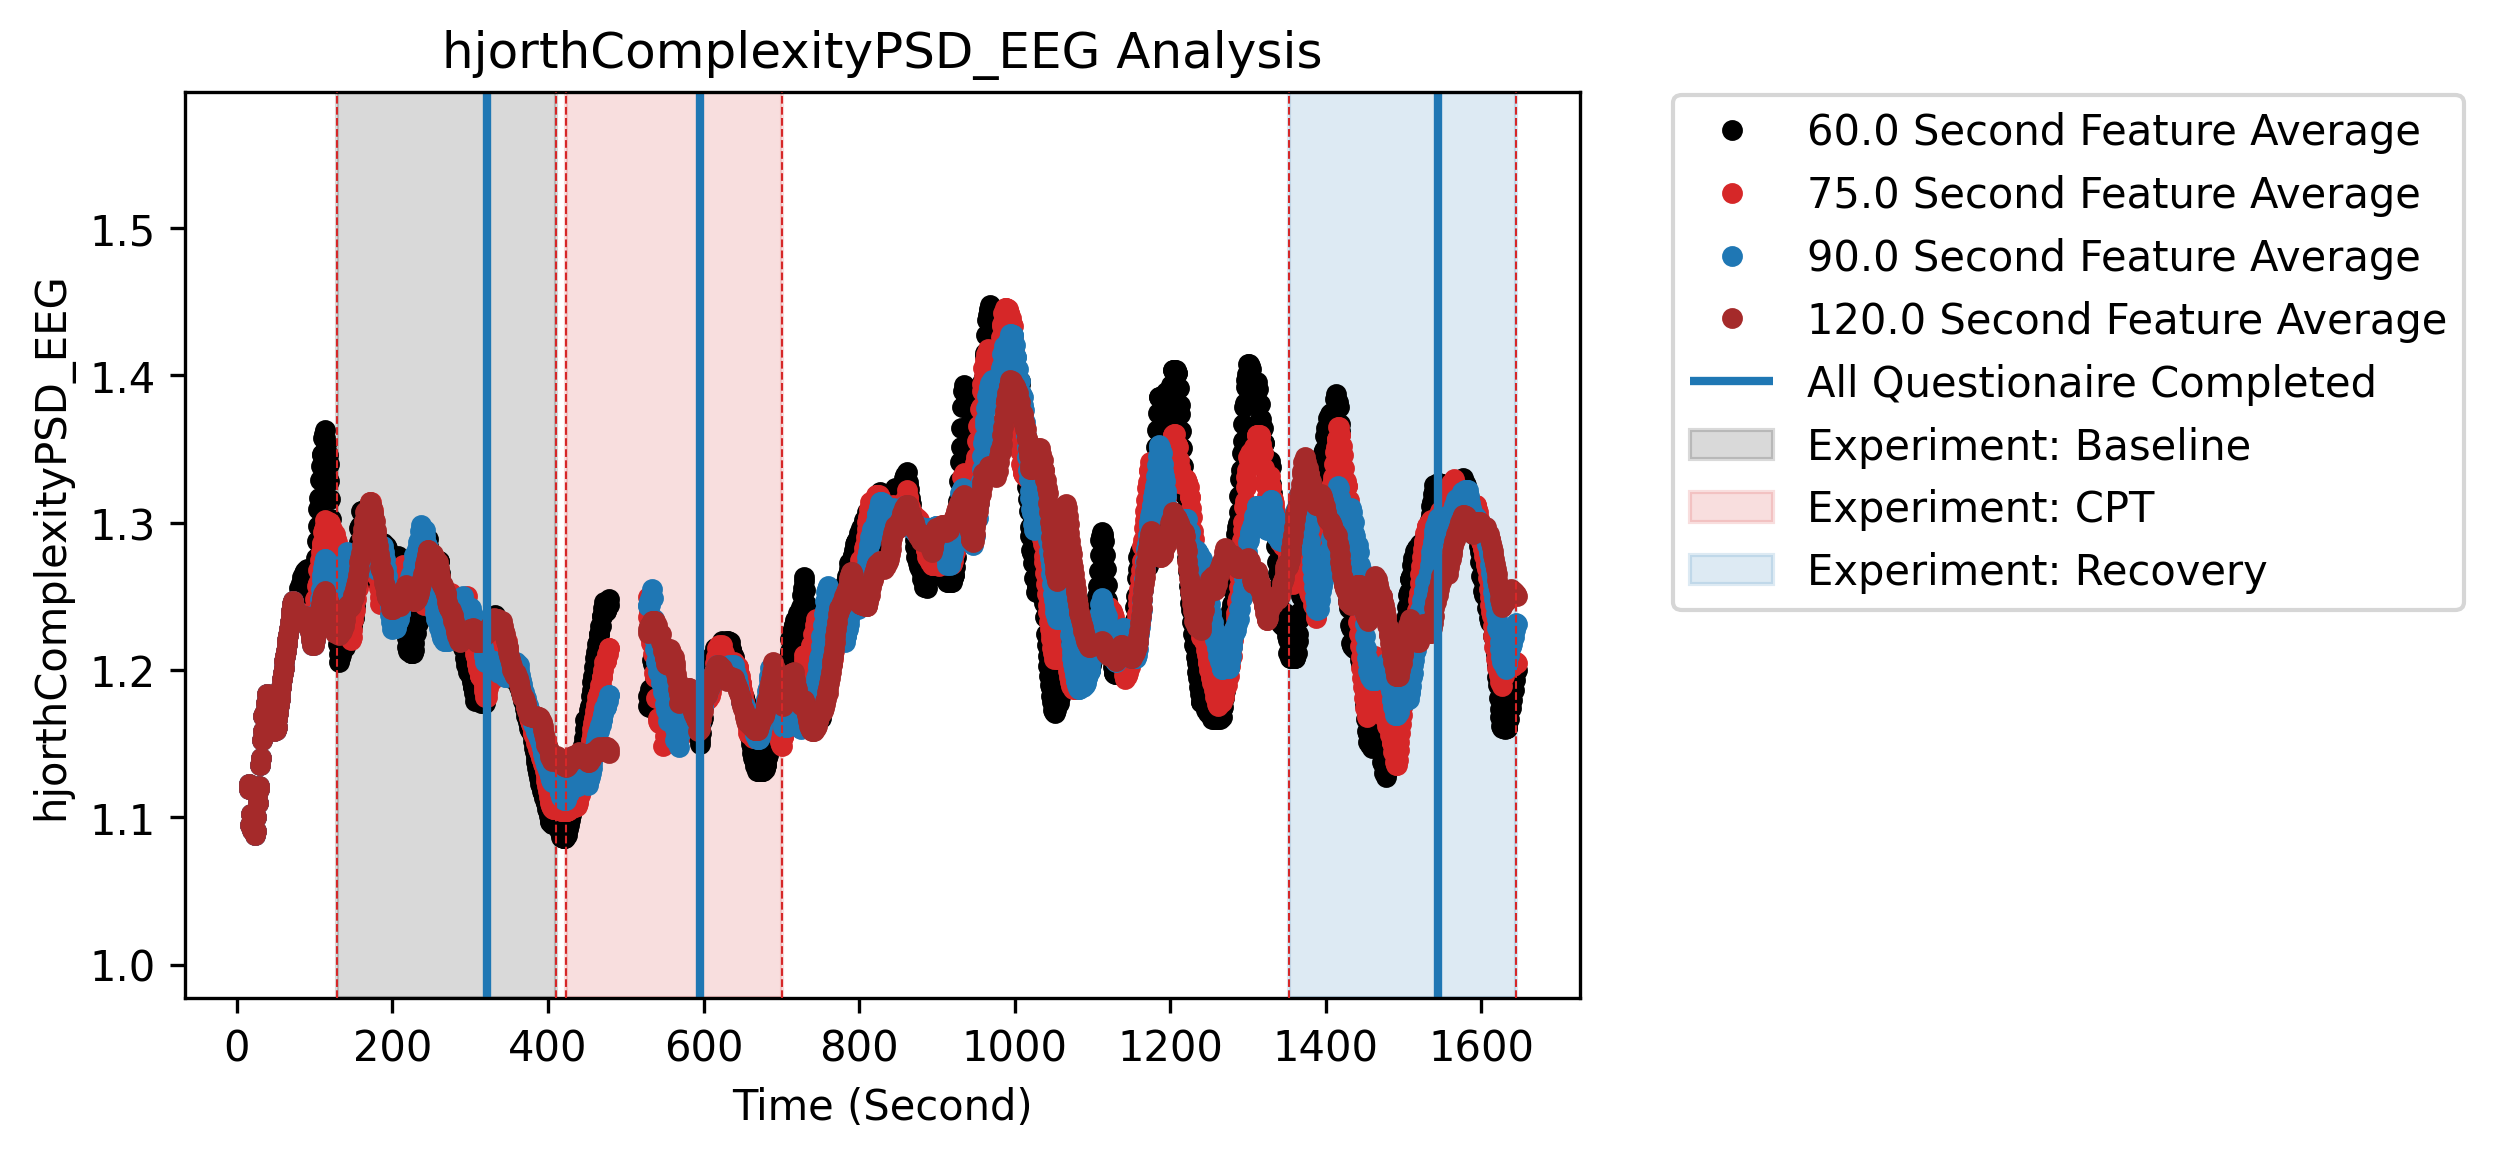 hjorthComplexityPSD_EEG Analysis
hjorthComplexityPSD_EEG
1.5
1.4
1.3
1.2
1.1
1.0
0 200 400 600 800 1000 1200 1400 1600
Time (Second)
60.0 Second Feature Average
75.0 Second Feature Average
90.0 Second Feature Average
120.0 Second Feature Average
All Questionaire Completed
Experiment: Baseline
Experiment: CPT
Experiment: Recovery